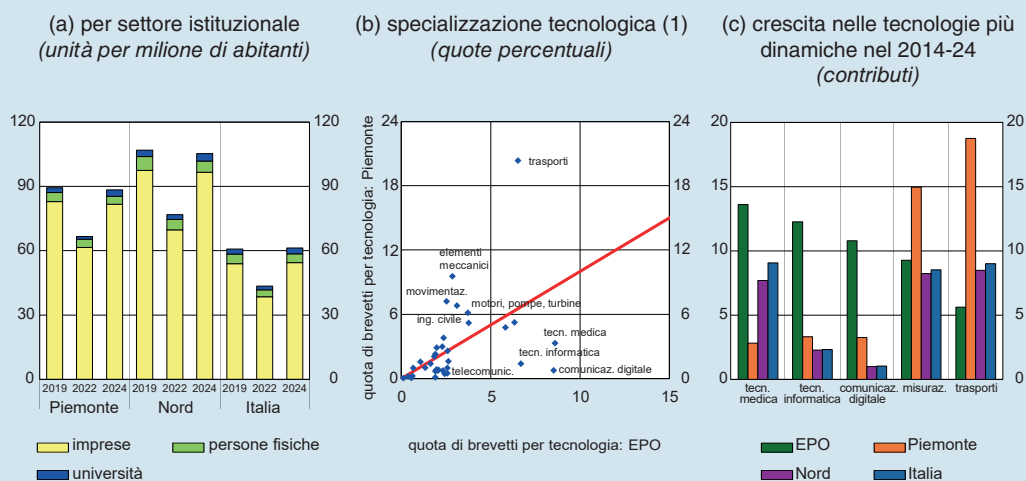 (a) per settore istituzionale
(unità per milione di abitanti)
120 120
90 90
60 60
30 30
0 0
2019 2022 2024 2019 2022 2024 2019 2022 2024
Piemonte Nord Italia
imprese persone fisiche
università
(b) specializzazione tecnologica (1)
(quote percentuali)
quota di brevetti per tecnologia: Piemonte
24 24
18 18
12 12
6 6
0 0
trasporti
elementi
meccanici
movimentaz.
motori, pompe, turbine
ing. civile
tecn. medica
tecn. informatica
telecomunic.
comunicaz. digitale
0 5 10 15
quota di brevetti per tecnologia: EPO
(c) crescita nelle tecnologie più
dinamiche nel 2014-24
(contributi)
20 20
15 15
10 10
5 5
0 0
tecn. tecn. comunicaz. misuraz. trasporti
medica informatica digitale
EPO Piemonte
Nord Italia